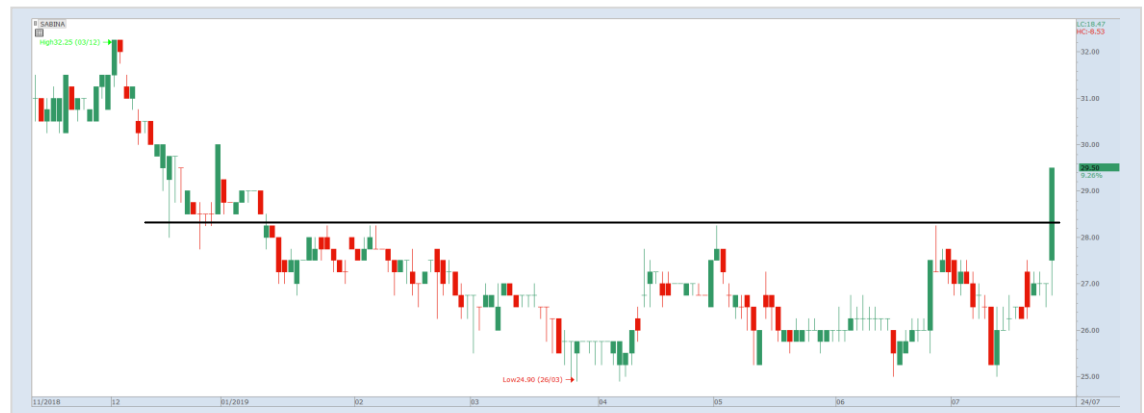 SABINA
LC:18.47
HC:-8.53
High32.25 (03/12)
32.00
31.00
30.00
29.50
9.26%
29.00
28.00
27.00
26.00
25.00
Low24.90 (26/03)
11/2018 12 01/2019 02 03 04 05 06 07 24/07